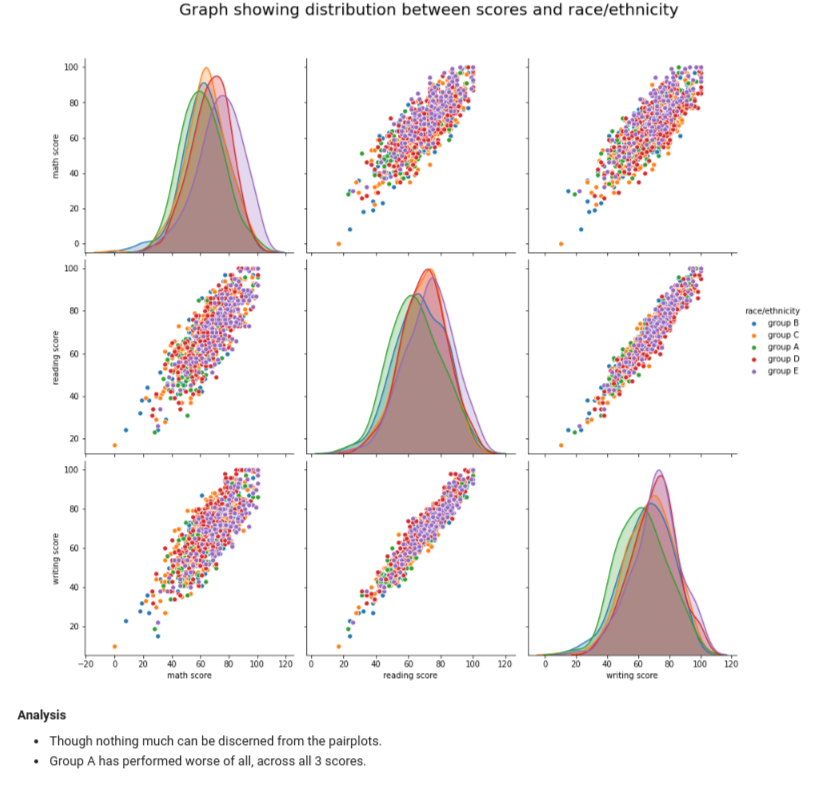 Graph showing distribution between scores and race/ethnicity
100
80
60
40
20
0
math score
100
80
60
40
20
reading score
race/ethnicity
group B
group C
group A
group D
group E
100
80
60
40
20
writing score
−20 0 20 40 60 80 100 120
math score
0 20 40 60 80 100 120
reading score
0 20 40 60 80 100 120
writing score
Analysis
• Though nothing much can be discerned from the pairplots.
• Group A has performed worse of all, across all 3 scores.